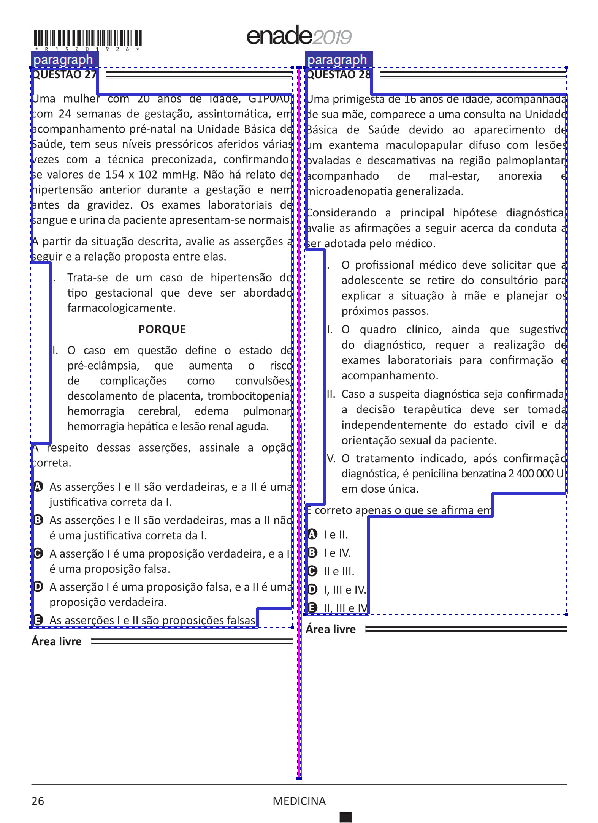 *R1520192 6*
enade2019
paragraph
QUESTÃO 27
Uma mulher com 20 anos de idade, G1P0A0,
com 24 semanas de gestação, assintomática, em
acompanhamento pré-natal na Unidade Básica de
Saúde, tem seus níveis pressóricos aferidos várias
vezes com a técnica preconizada, confirmando-
se valores de 154 x 102 mmHg. Não há relato de
hipertensão anterior durante a gestação e nem
antes da gravidez. Os exames laboratoriais de
sangue e urina da paciente apresentam-se normais.
A partir da situação descrita, avalie as asserções a
seguir e a relação proposta entre elas.
I. Trata-se de um caso de hipertensão do
tipo gestacional que deve ser abordado
farmacologicamente.
PORQUE
II. O caso em questão define o estado de
pré-eclâmpsia, que aumenta o risco
de complicações como convulsões,
descolamento de placenta, trombocitopenia,
hemorragia cerebral, edema pulmonar,
hemorragia hepática e lesão renal aguda.
A respeito dessas asserções, assinale a opção
correta.
A As asserções I e II são verdadeiras, e a II é uma
justificativa correta da I.
B As asserções I e II são verdadeiras, mas a II não
é uma justificativa correta da I.
C A asserção I é uma proposição verdadeira, e a II
é uma proposição falsa.
D A asserção I é uma proposição falsa, e a II é uma
proposição verdadeira.
E As asserções I e II são proposições falsas.
Área livre
paragraph
QUESTÃO 28
Uma primigesta de 16 anos de idade, acompanhada
de sua mãe, comparece a uma consulta na Unidade
Básica de Saúde devido ao aparecimento de
um exantema maculopapular difuso com lesões
ovaladas e descamativas na região palmoplantar,
acompanhado de mal-estar, anorexia e
microadenopatia generalizada.
Considerando a principal hipótese diagnóstica,
avalie as afirmações a seguir acerca da conduta a
ser adotada pelo médico.
I. O profissional médico deve solicitar que a
adolescente se retire do consultório para
explicar a situação à mãe e planejar os
próximos passos.
II. O quadro clínico, ainda que sugestivo
do diagnóstico, requer a realização de
exames laboratoriais para confirmação e
acompanhamento.
III. Caso a suspeita diagnóstica seja confirmada,
a decisão terapêutica deve ser tomada
independentemente do estado civil e da
orientação sexual da paciente.
IV. O tratamento indicado, após confirmação
diagnóstica, é penicilina benzatina 2 400 000 UI
em dose única.
É correto apenas o que se afirma em
A I e II.
B I e IV.
C II e III.
D I, III e IV.
E II, III e IV.
Área livre
26
MEDICINA